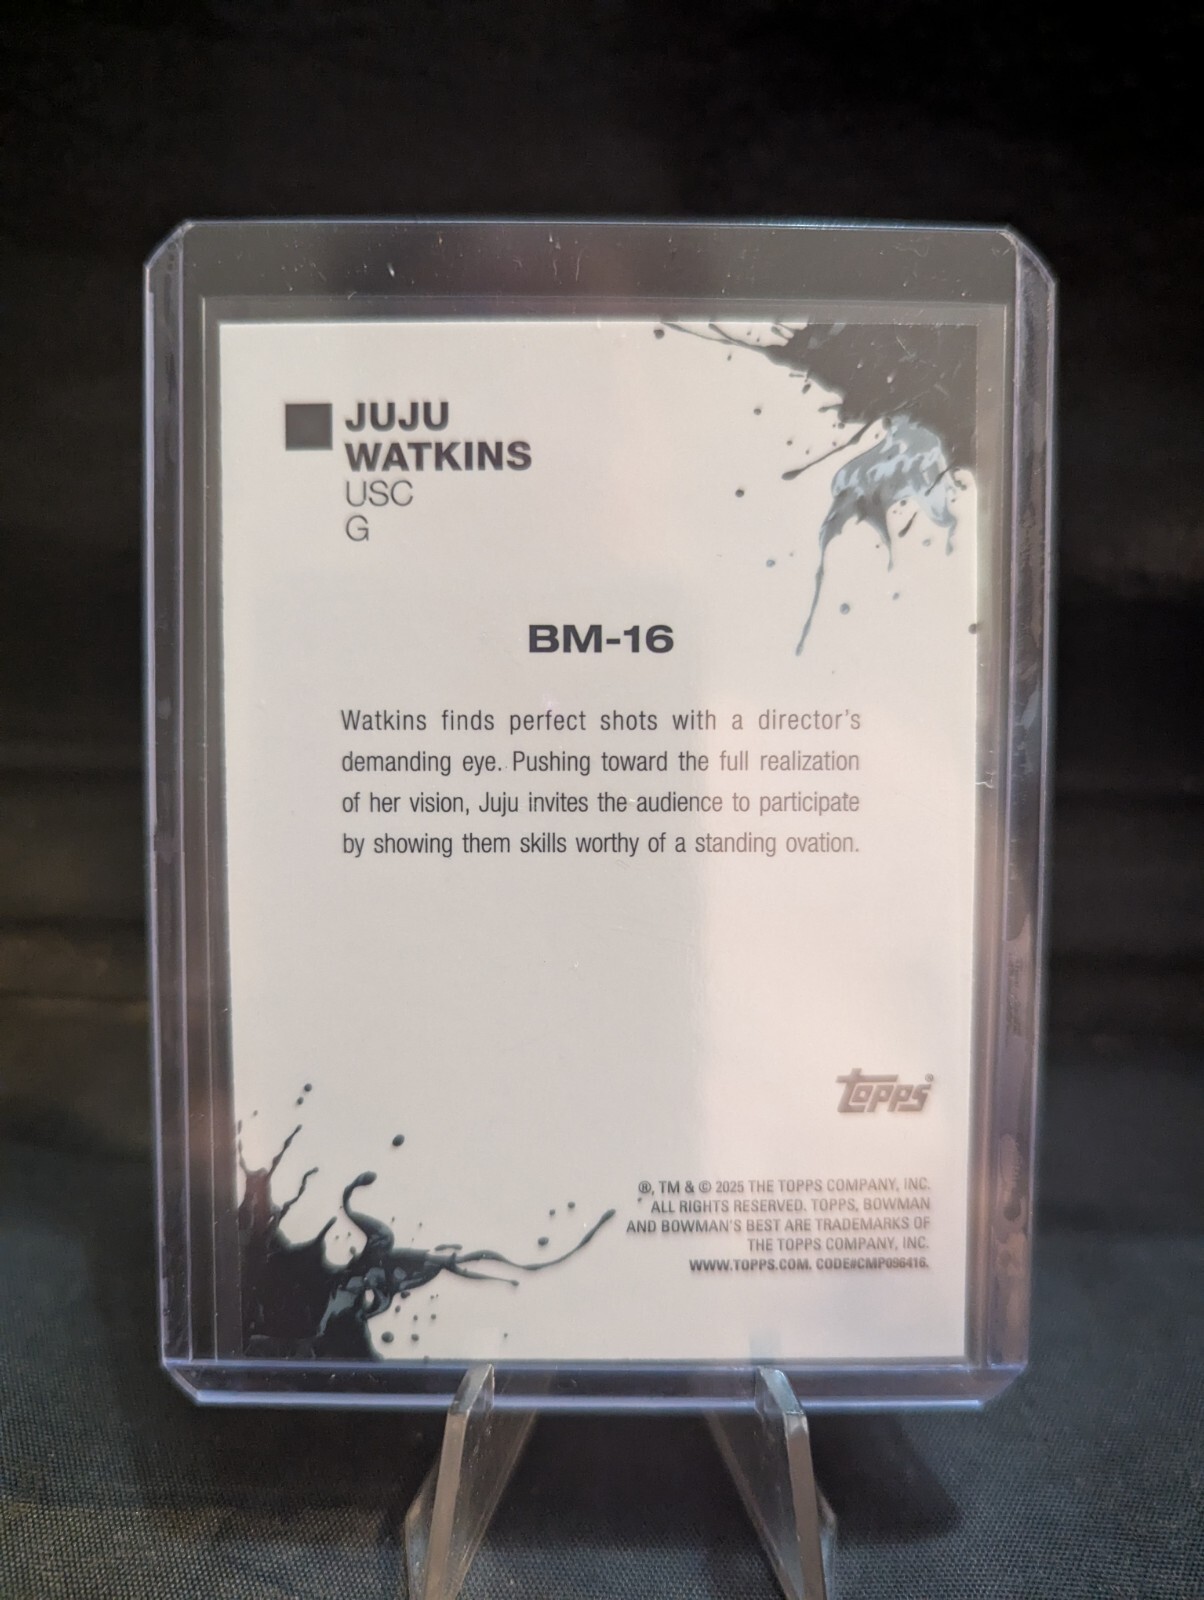 JUJU
WATKINS
USC
G
BM-16
Watkins finds perfect shots with a director's
demanding eye. Pushing toward the full realization
of her vision, Juju invites the audience to participate
by showing them skills worthy of a standing ovation.
topps®
®, TM & © 2025 THE TOPPS COMPANY, INC.
ALL RIGHTS RESERVED. TOPPS, BOWMAN
AND BOWMAN'S BEST ARE TRADEMARKS OF
THE TOPPS COMPANY, INC.
WWW.TOPPS.COM. CODE#CMP096416.